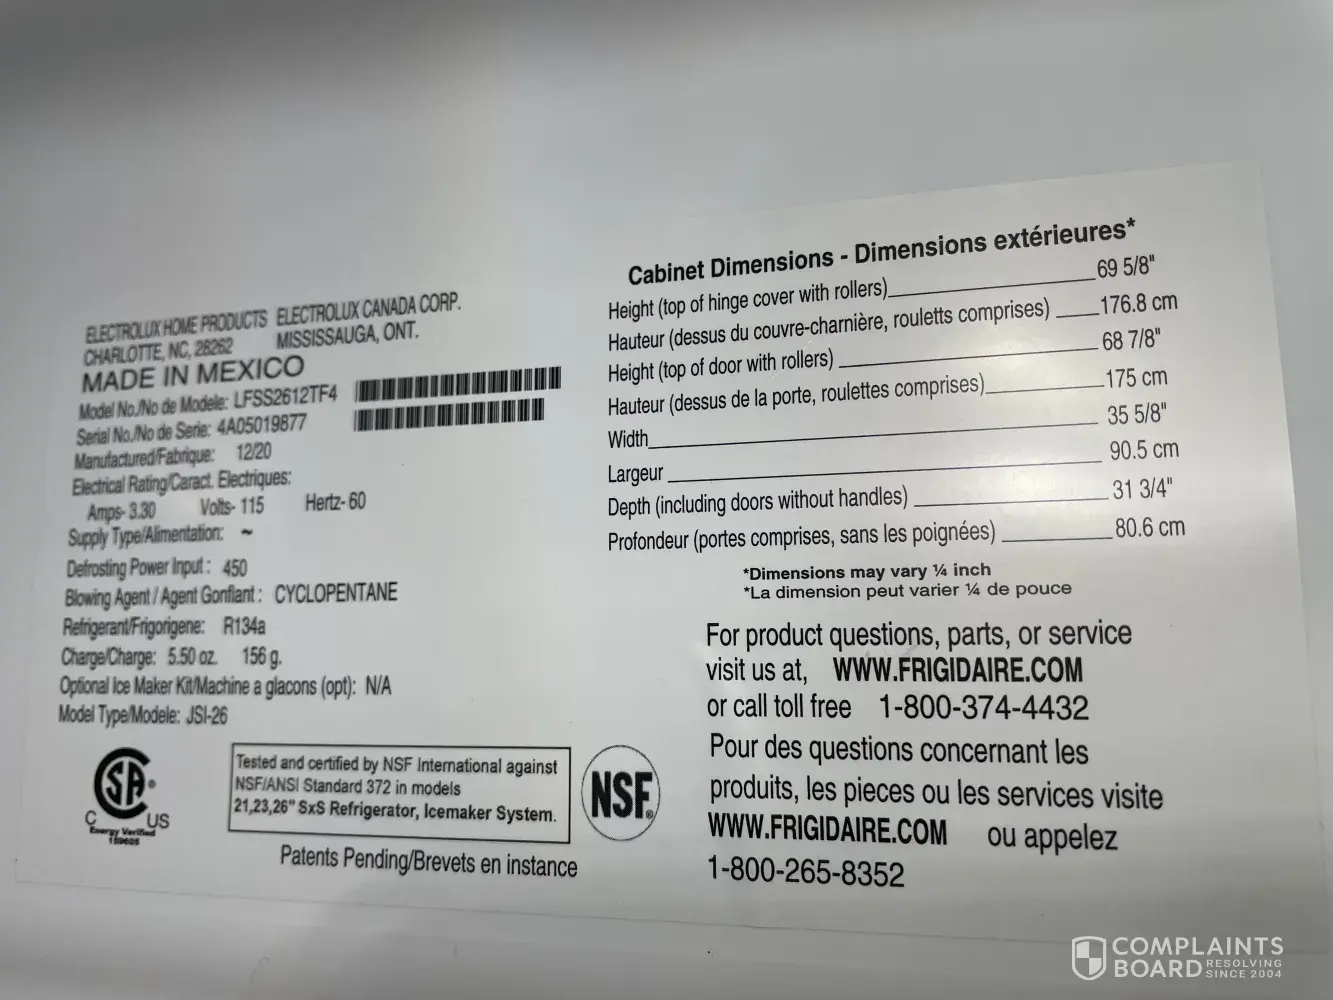 ELECTROLUX HOME PRODUCTS ELECTROLUX CANADA CORP.
CHARLOTTE, NC, 28262 MISSISSAUGA, ONT.
MADE IN MEXICO
Model No./No de Modele: LFSS2612TF4
Serial No./No de Serie: 4A05019877
Manufactured/Fabrique: 12/20
Electrical Rating/Caract. Electriques:
Amps- 3.30 Volts- 115 Hertz- 60
Supply Type/Alimentation: ~
Defrosting Power Input : 450
Blowing Agent / Agent Gonflant : CYCLOPENTANE
Refrigerant/Frigorigene: R134a
Charge/Charge: 5.50 oz. 156 g.
Optional Ice Maker Kit/Machine a glacons (opt): N/A
Model Type/Modele: JSI-26
SA
C US
Energy Verified
159605
Tested and certified by NSF International against
NSF/ANSI Standard 372 in models
21,23,26" SxS Refrigerator, Icemaker System.
NSF
Patents Pending/Brevets en instance
Cabinet Dimensions - Dimensions extérieures*
Height (top of hinge cover with rollers) 69 5/8"
Hauteur (dessus du couvre-charnière, rouletts comprises) 176.8 cm
Height (top of door with rollers) 68 7/8"
Hauteur (dessus de la porte, roulettes comprises) 175 cm
Width 35 5/8"
Largeur 90.5 cm
Depth (including doors without handles) 31 3/4"
Profondeur (portes comprises, sans les poignées) 80.6 cm
*Dimensions may vary ¼ inch
*La dimension peut varier ¼ de pouce
For product questions, parts, or service
visit us at, WWW.FRIGIDAIRE.COM
or call toll free 1-800-374-4432
Pour des questions concernant les
produits, les pieces ou les services visite
WWW.FRIGIDAIRE.COM ou appelez
1-800-265-8352
COMPLAINTS
BOARD RESOLVING
SINCE 2004